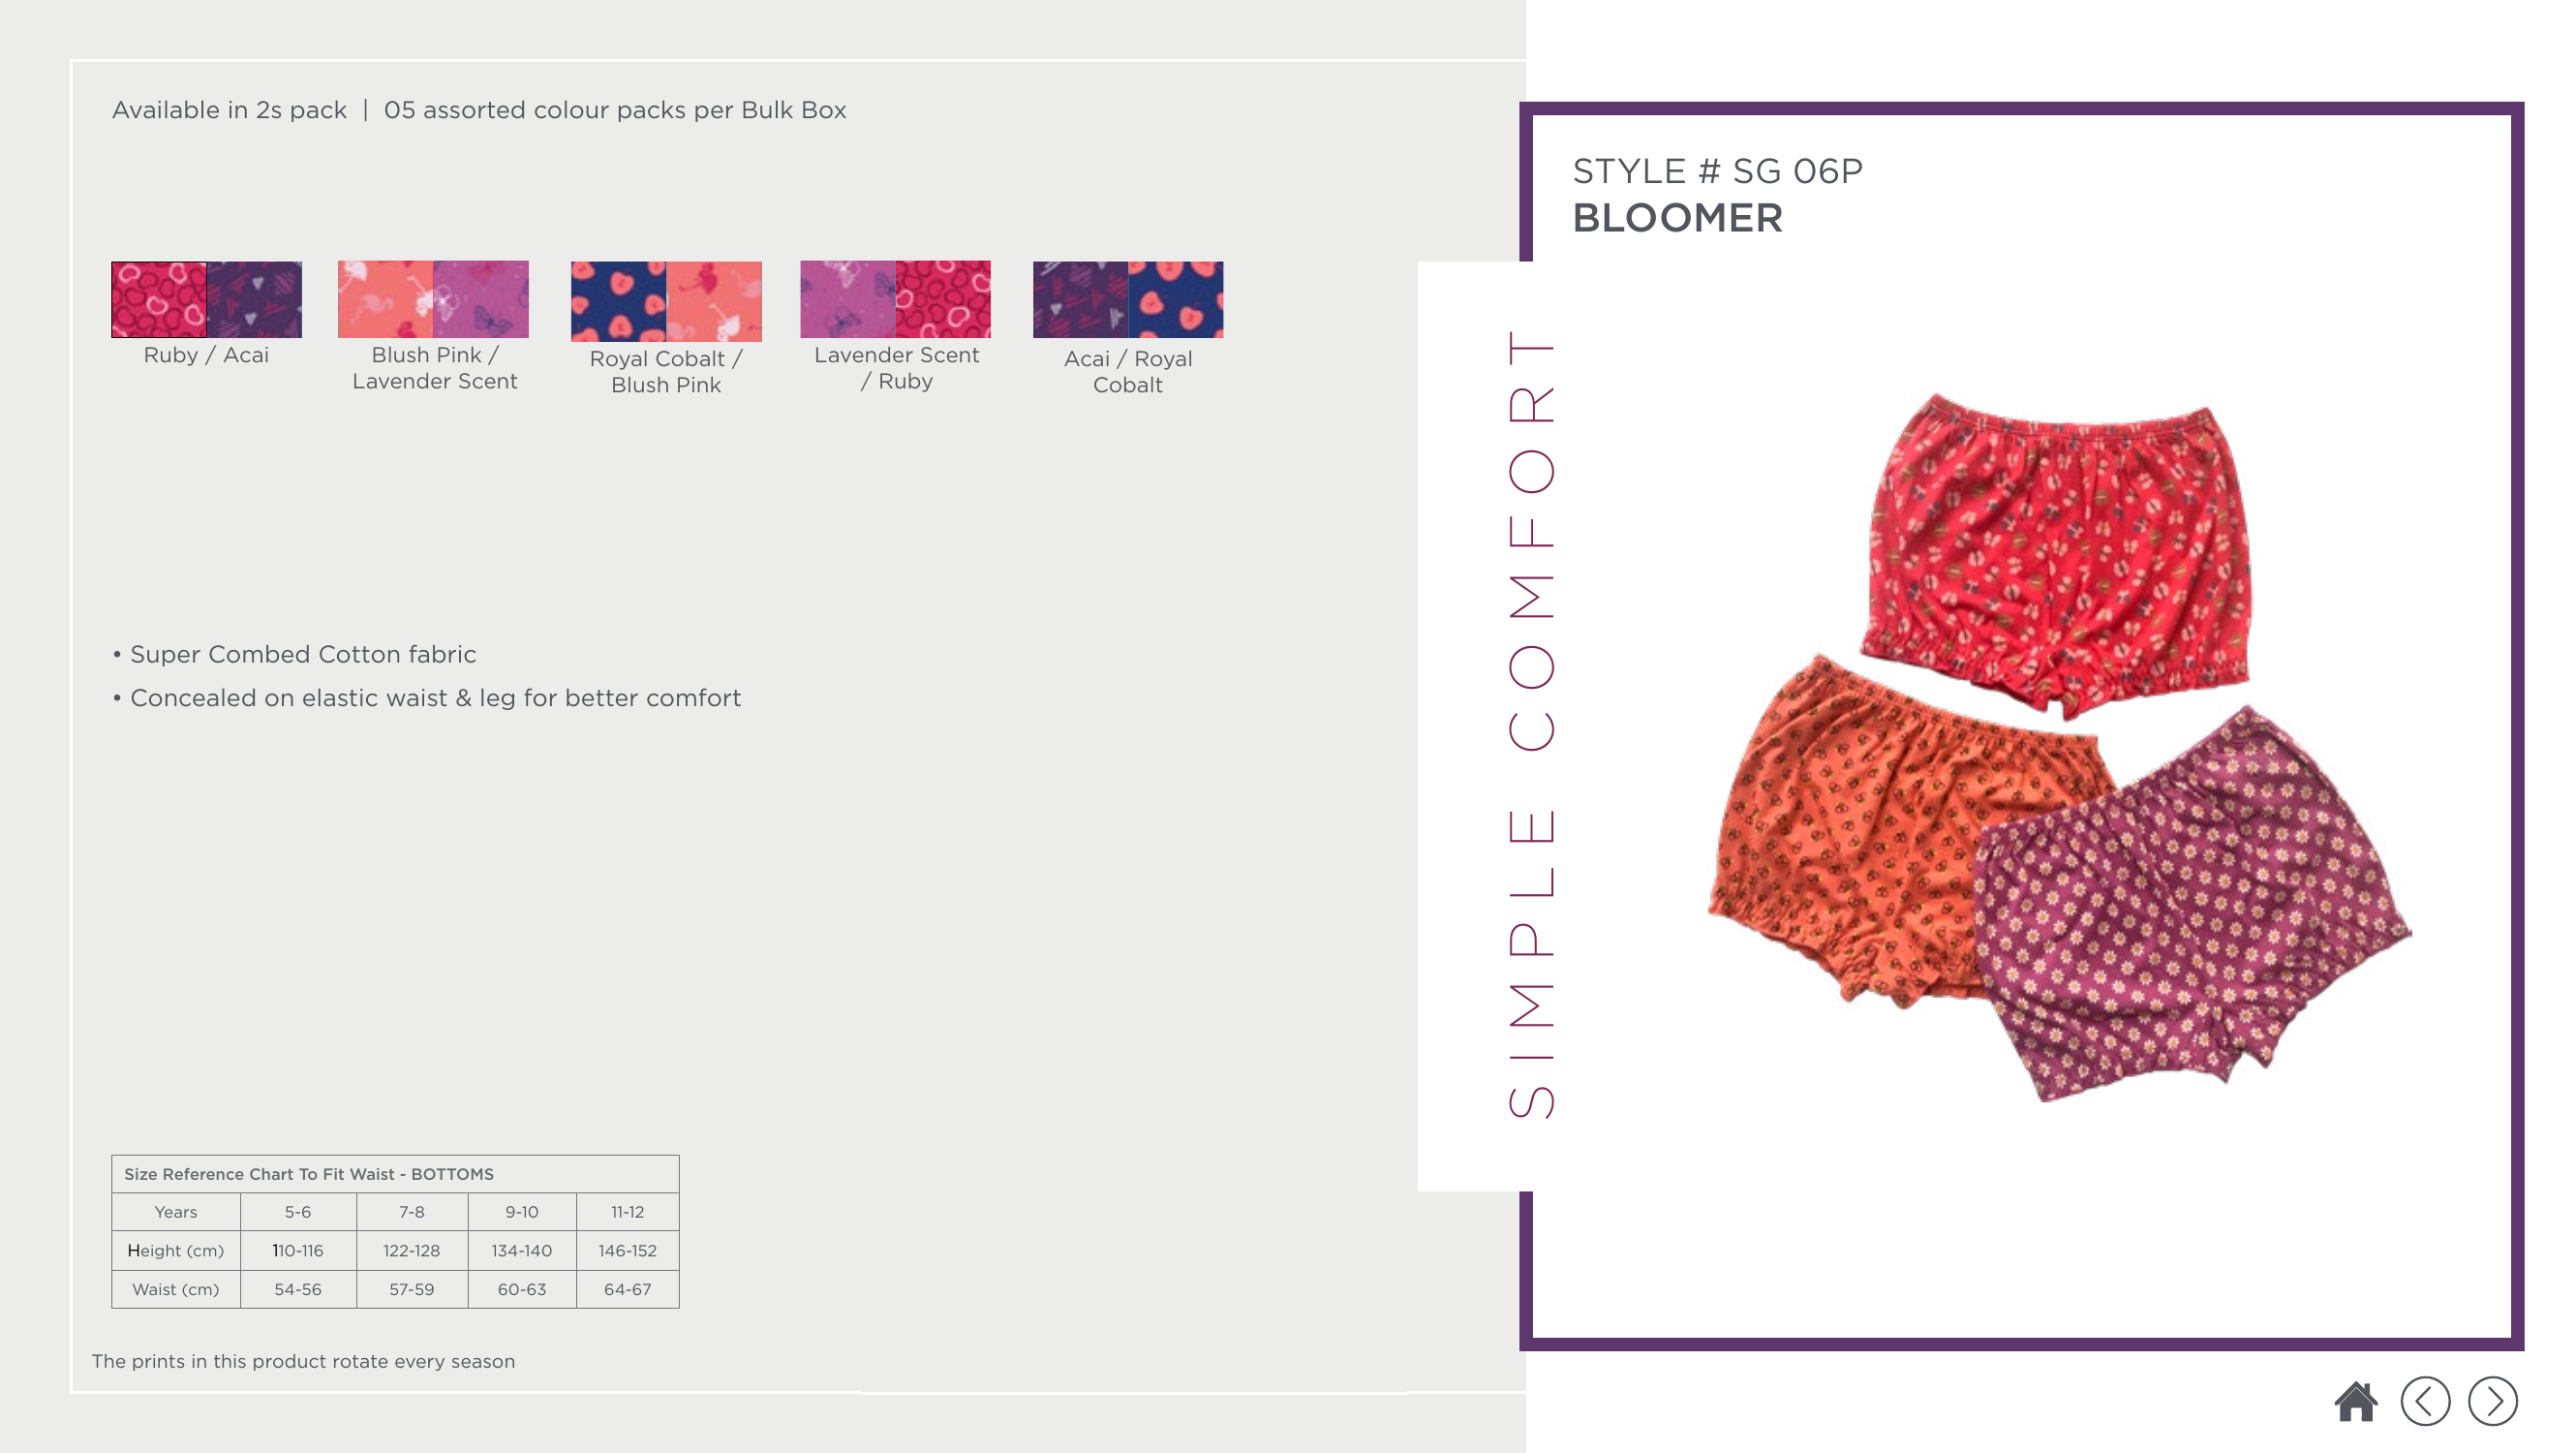 Available in 2s pack | 05 assorted colour packs per Bulk Box
Ruby / Acai
Blush Pink /
Lavender Scent
Royal Cobalt /
Blush Pink
Lavender Scent
/ Ruby
Acai / Royal
Cobalt
• Super Combed Cotton fabric
• Concealed on elastic waist & leg for better comfort
Size Reference Chart To Fit Waist - BOTTOMS
Years 5-6 7-8 9-10 11-12
Height (cm) 110-116 122-128 134-140 146-152
Waist (cm) 54-56 57-59 60-63 64-67
The prints in this product rotate every season
SIMPLE COMFORT
STYLE # SG 06P
BLOOMER